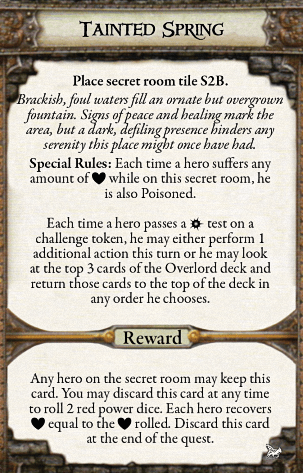 Tainted Spring
Place secret room tile S2B.
Brackish, foul waters fill an ornate but overgrown
fountain. Signs of peace and healing mark the
area, but a dark, defiling presence hinders any
serenity this place might once have had.
Special Rules: Each time a hero suffers any
amount of ♥ while on this secret room, he
is also Poisoned.
Each time a hero passes a test on a
challenge token, he may either perform 1
additional action this turn or he may look
at the top 3 cards of the Overlord deck and
return those cards to the top of the deck in
any order he chooses.
Reward
Any hero on the secret room may keep this
card. You may discard this card at any time
to roll 2 red power dice. Each hero recovers
♥ equal to the ♥ rolled. Discard this card
at the end of the quest.